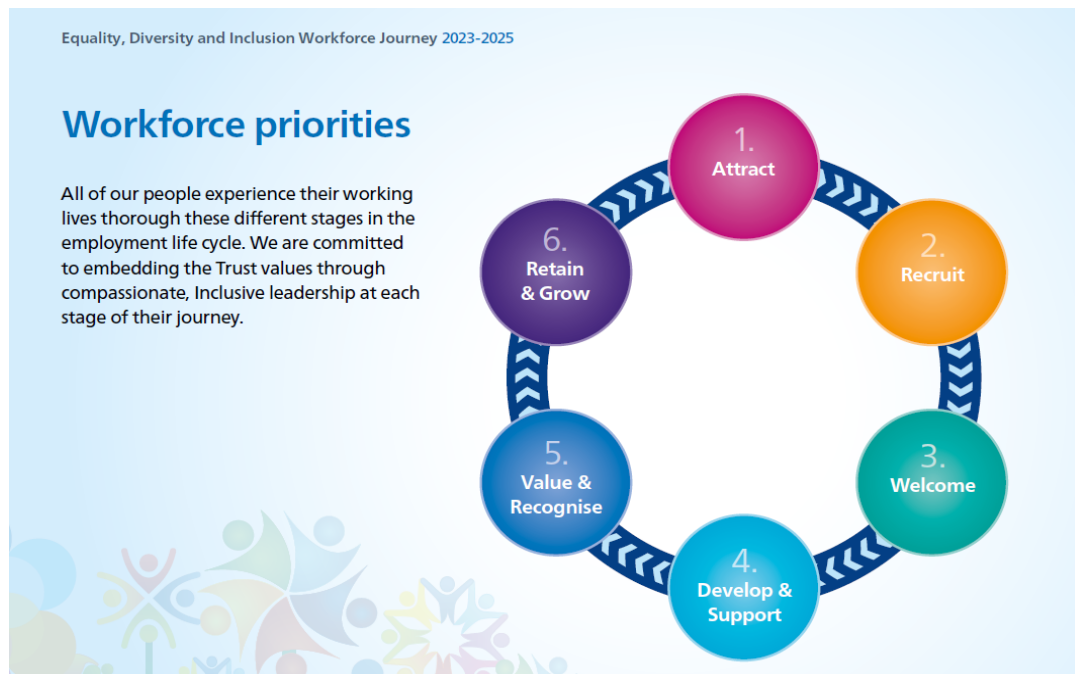 Equality, Diversity and Inclusion Workforce Journey 2023-2025
Workforce priorities
All of our people experience their working
lives thorough these different stages in the
employment life cycle. We are committed
to embedding the Trust values through
compassionate, Inclusive leadership at each
stage of their journey.
1.
Attract
2.
Recruit
3.
Welcome
4.
Develop &
Support
5.
Value &
Recognise
6.
Retain
& Grow